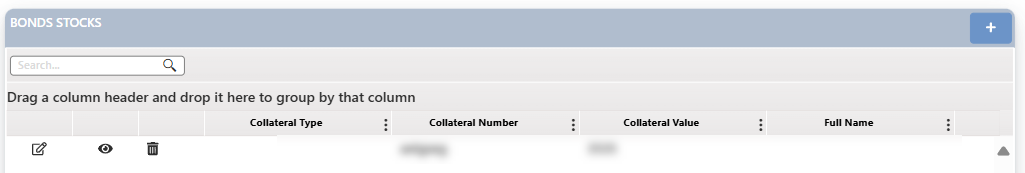 BONDS STOCKS
+
Search...
Drag a column header and drop it here to group by that column
Collateral Type Collateral Number Collateral Value Full Name